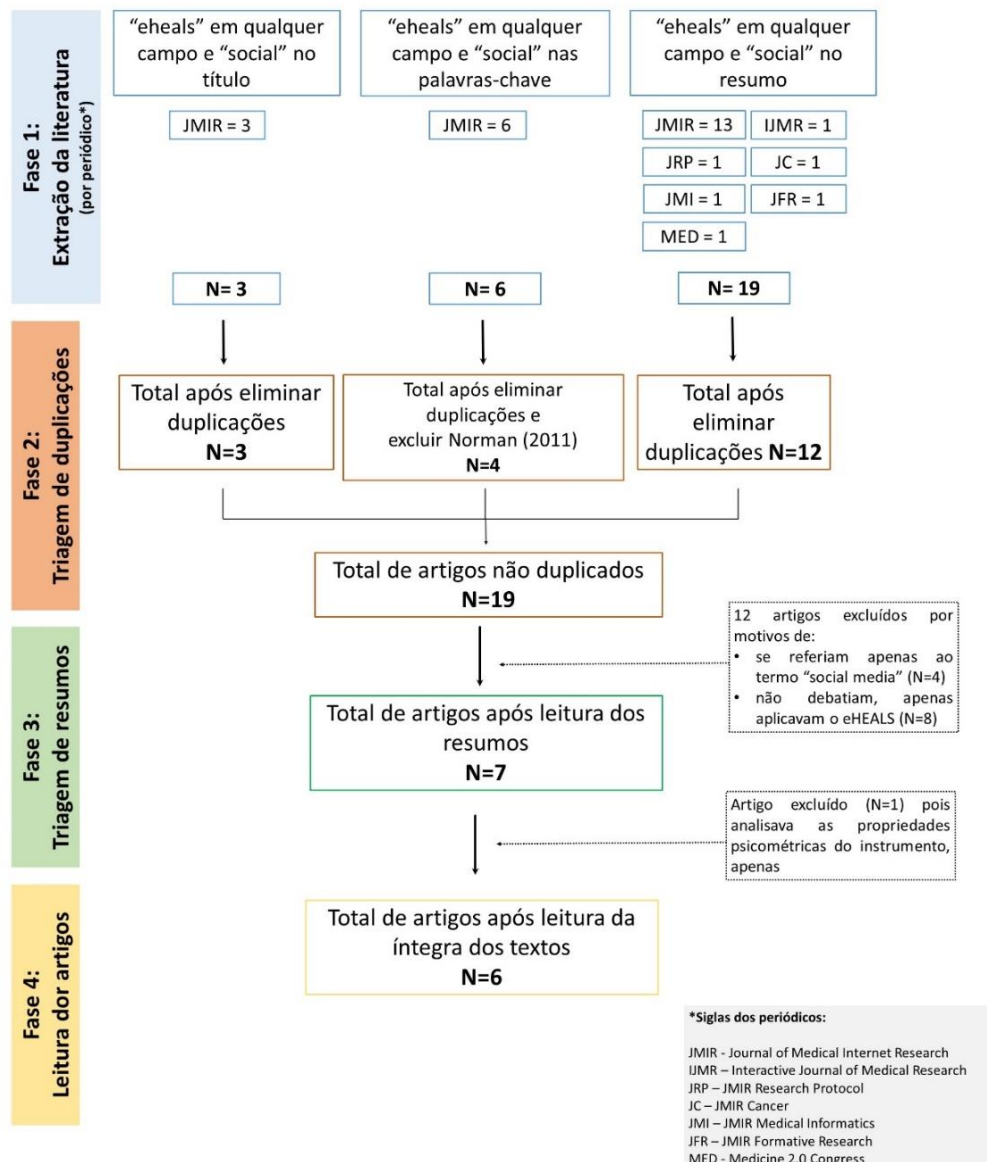 Fase 1:
Extração da literatura
(por periódico*)
“eheals” em qualquer
campo e “social” no
título
JMIR = 3
N= 3
“eheals” em qualquer
campo e “social” nas
palavras-chave
JMIR = 6
N= 6
“eheals” em qualquer
campo e “social” no
resumo
JMIR = 13
IJMR = 1
JRP = 1
JC = 1
JMI = 1
JFR = 1
MED = 1
N= 19
Fase 2:
Triagem de duplicações
Total após eliminar
duplicações
N=3
Total após eliminar
duplicações e
excluir Norman (2011)
N=4
Total após
eliminar
duplicações N=12
Total de artigos não duplicados
N=19
Fase 3:
Triagem de resumos
12 artigos excluídos por
motivos de:
• se referiam apenas ao
termo “social media” (N=4)
• não debatiam, apenas
aplicavam o eHEALS (N=8)
Total de artigos após leitura dos
resumos
N=7
Artigo excluído (N=1) pois
analisava as propriedades
psicométricas do instrumento,
apenas
Fase 4:
Leitura dor artigos
Total de artigos após leitura da
íntegra dos textos
N=6
*Siglas dos periódicos:
JMIR - Journal of Medical Internet Research
IJMR – Interactive Journal of Medical Research
JRP – JMIR Research Protocol
JC – JMIR Cancer
JMI – JMIR Medical Informatics
JFR – JMIR Formative Research
MED - Medicine 2.0 Congress